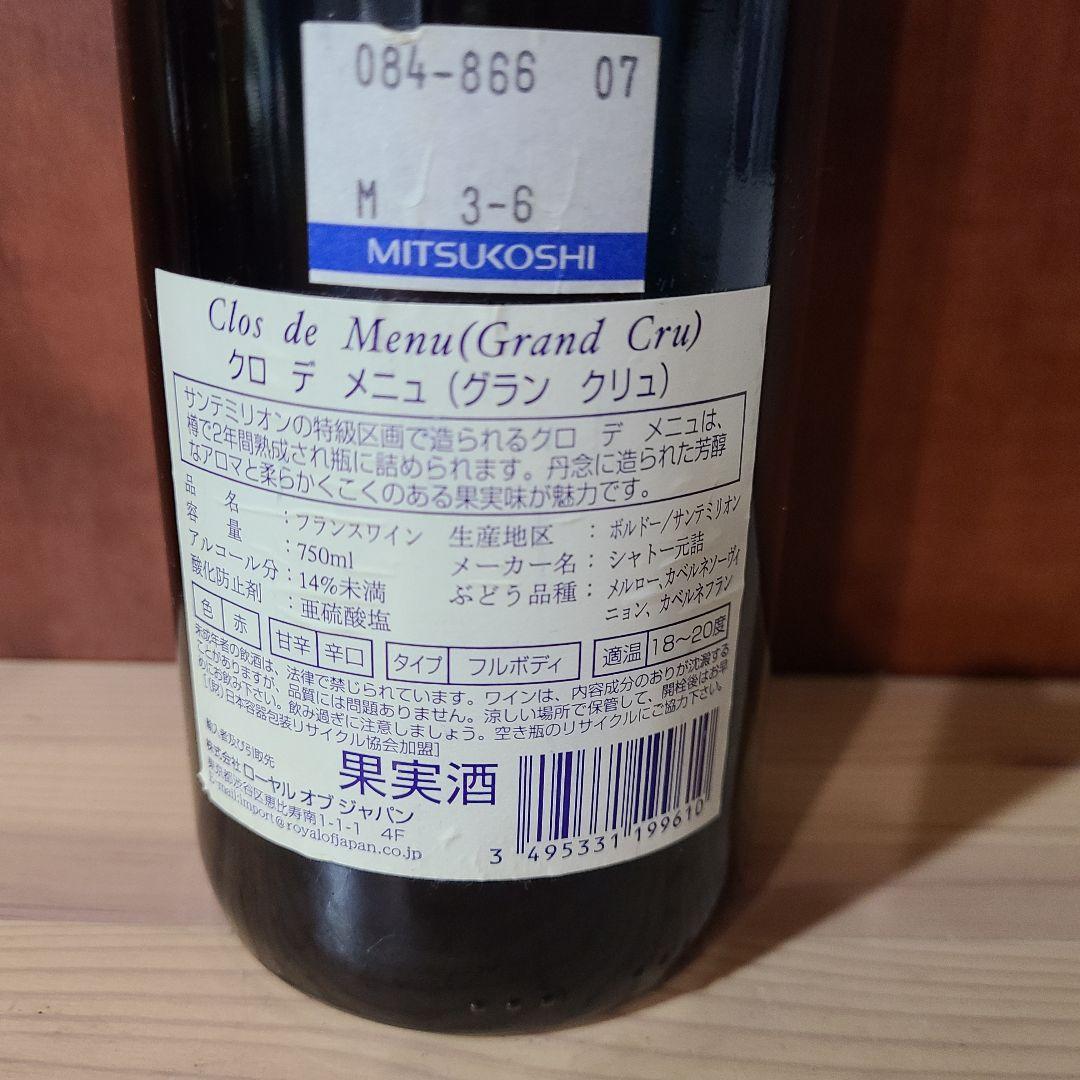 084-866 07
M 3-6
MITSUKOSHI
Clos de Menu(Grand Cru)
クロ デ メニュ (グラン クリュ)
サンテミリオンの特級区画で造られるクロ デ メニュは、
樽で2年間熟成され瓶に詰められます。丹念に造られた芳醇
なアロマと柔らかくこくのある果実味が魅力です。
品 名 : フランスワイン
容 量 : 750ml
アルコール分 : 14%未満
酸化防止剤 : 亜硫酸塩
生産地区 : ボルドー/サンテミリオン
メーカー名 : シャトー元詰
ぶどう品種 : メルロー、カベルネソーヴィ
ニョン、カベルネフラン
色 赤 甘辛 辛口 タイプ フルボディ 適温 18〜20度
未成年者の飲酒は、法律で禁じられています。ワインは、内容成分のおりが沈澱する
ことがありますが、品質には問題ありません。涼しい場所で保管して、開栓後はお早
めにお飲み下さい。飲み過ぎに注意しましょう。空き瓶のリサイクルにご協力下さい。
[(財)日本容器包装リサイクル協会加盟]
輸入者及び引取先
株式会社 ローヤル オブ ジャパン
東京都渋谷区恵比寿南1-1-1 4F
E-mail:import@royalofjapan.co.jp
果実酒
3 495331 199610